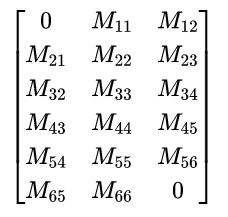 0 M₁₁ M₁₂
M₂₁ M₂₂ M₂₃
M₃₂ M₃₃ M₃₄
M₄₃ M₄₄ M₄₅
M₅₄ M₅₅ M₅₆
M₆₅ M₆₆ 0